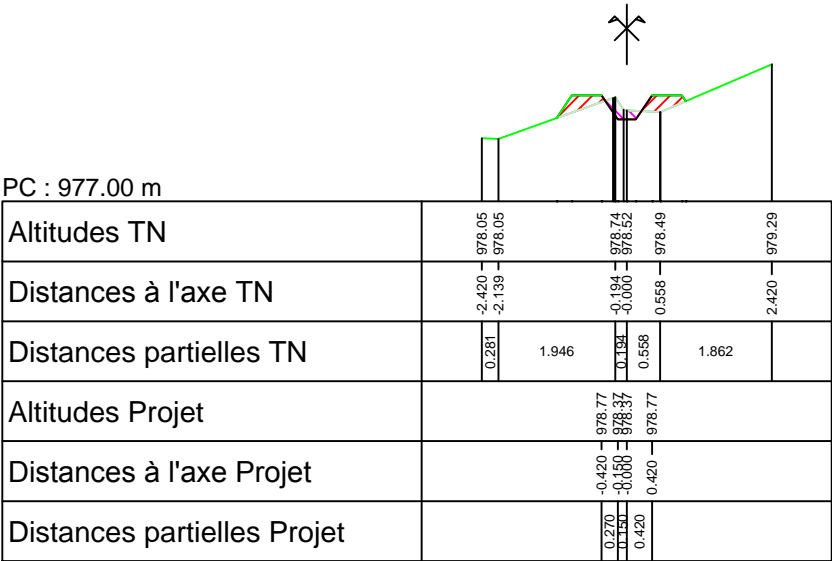 PC : 977.00 m
Altitudes TN 978.05 978.05 978.74 978.52 978.49 979.29
Distances à l'axe TN -2.420 -2.139 -0.194 -0.000 0.558 2.420
Distances partielles TN 0.281 1.946 0.194 0.558 1.862
Altitudes Projet 978.77 978.37 978.37 978.77
Distances à l'axe Projet -0.420 -0.150 -0.000 0.420
Distances partielles Projet 0.270 0.150 0.420